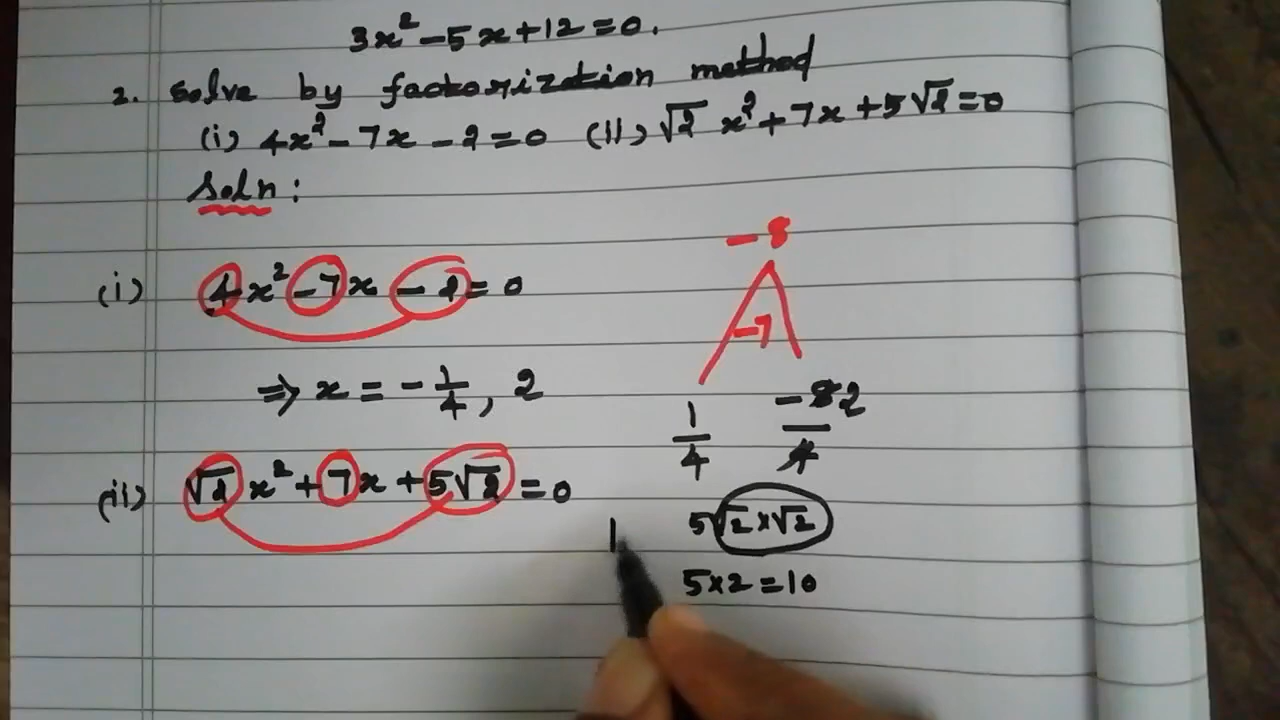 3x² - 5x + 12 = 0.
2. Solve by factorization method
(i) 4x² - 7x - 2 = 0 (ii) √2 x² + 7x + 5√2 = 0
Soln :
-8
(i) 4x² - 7x - 2 = 0
-7
⇒ x = -1/4, 2
1/4 -8/4 2
(ii) √2 x² + 7x + 5√2 = 0
5√2×√2
5×2=10